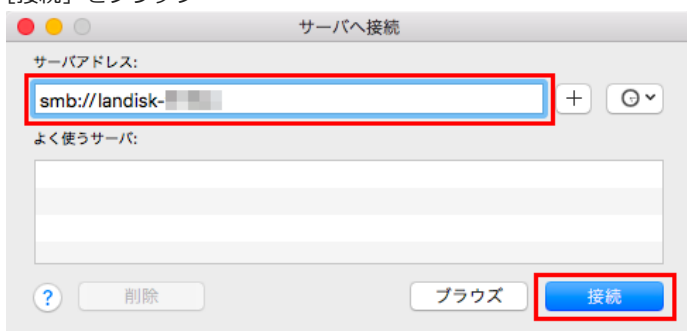 サーバへ接続
サーバアドレス:
smb://landisk-
よく使うサーバ:
?
削除
ブラウズ
接続